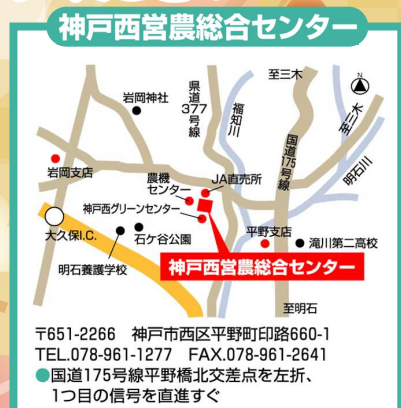 神戸西営農総合センター
至三木
N
岩岡神社
県道
377
号線
福知川
至三木
国道
175
号線
明石川
岩岡支店
農機
センター
JA直売所
神戸西グリーンセンター
大久保I.C.
石ケ谷公園
平野支店
滝川第二高校
明石養護学校
神戸西営農総合センター
至明石
〒651-2266 神戸市西区平野町印路660-1
TEL.078-961-1277 FAX.078-961-2641
●国道175号線平野橋北交差点を左折、
1つ目の信号を直進すぐ